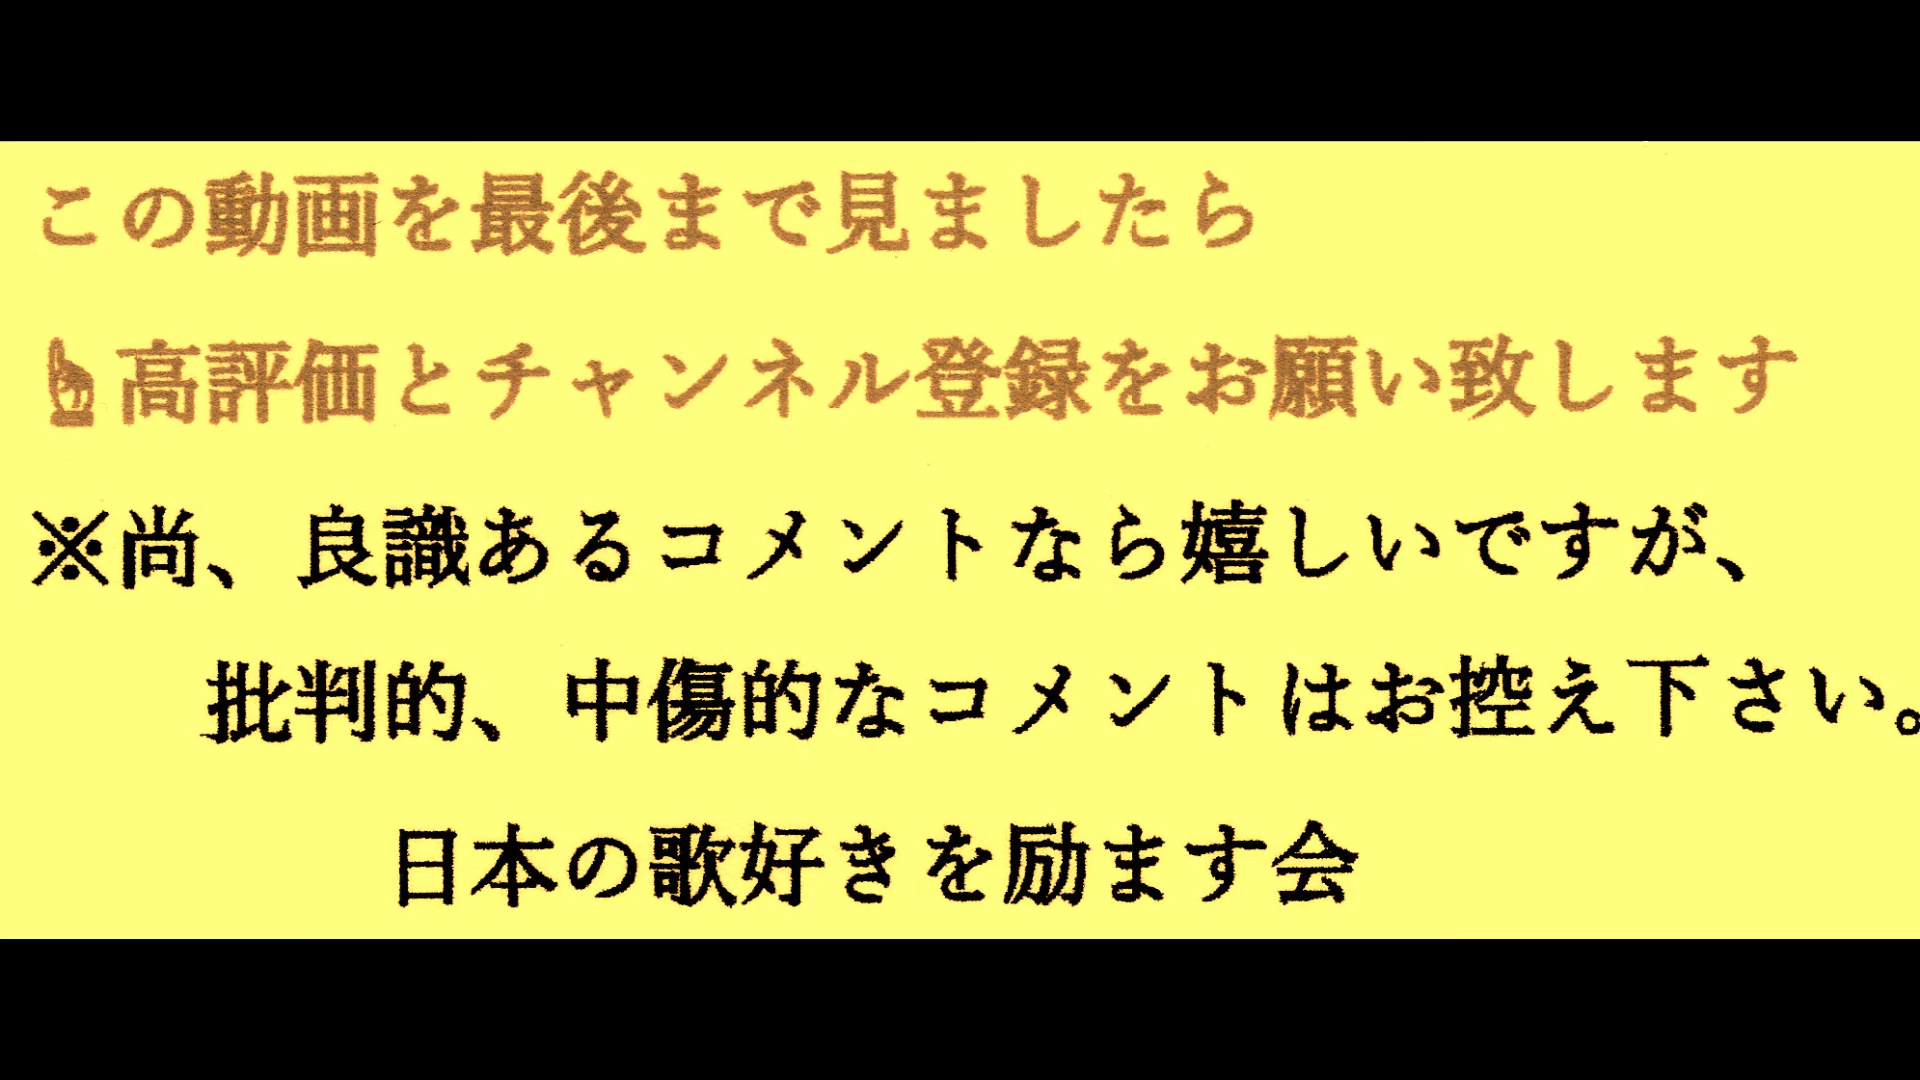 この動画を最後まで見ましたら
☝高評価とチャンネル登録をお願い致します
※尚、良識あるコメントなら嬉しいですが、
批判的、中傷的なコメントはお控え下さい。
日本の歌好きを励ます会